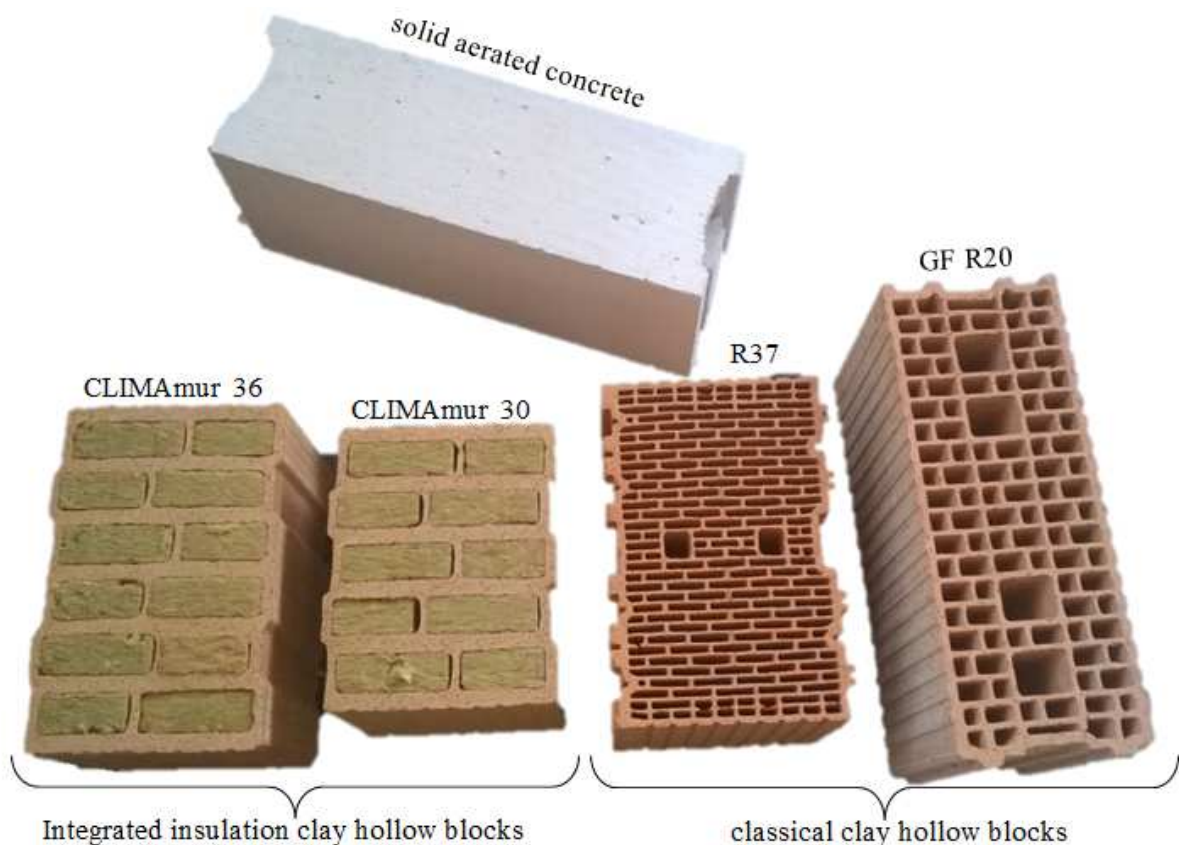 solid aerated concrete
GF R20
R37
CLIMAmur 36
CLIMAmur 30
Integrated insulation clay hollow blocks
classical clay hollow blocks